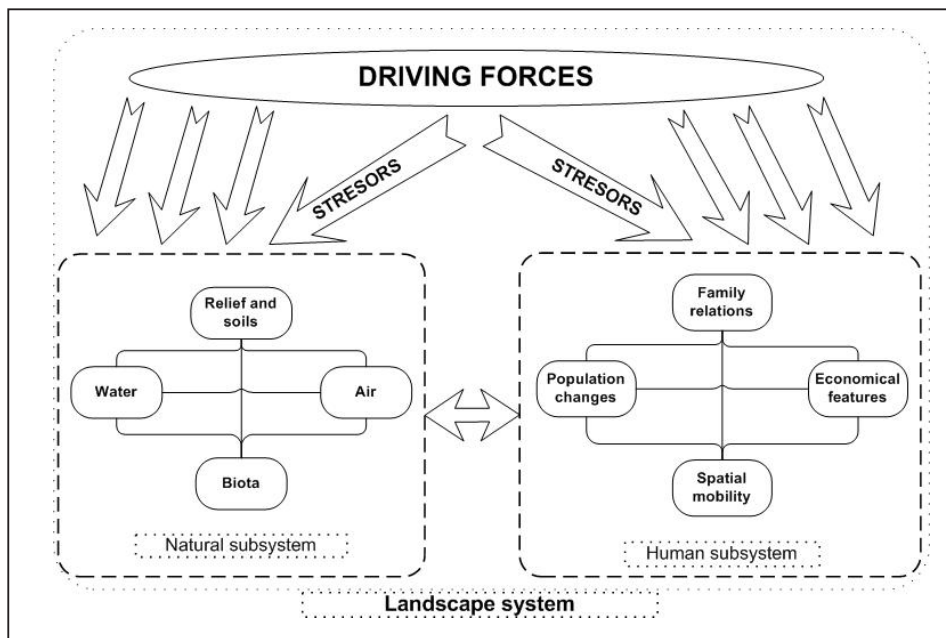 DRIVING FORCES
STRESORS
STRESORS
Relief and
soils
Water
Air
Biota
Natural subsystem
Family
relations
Population
changes
Economical
features
Spatial
mobility
Human subsystem
Landscape system